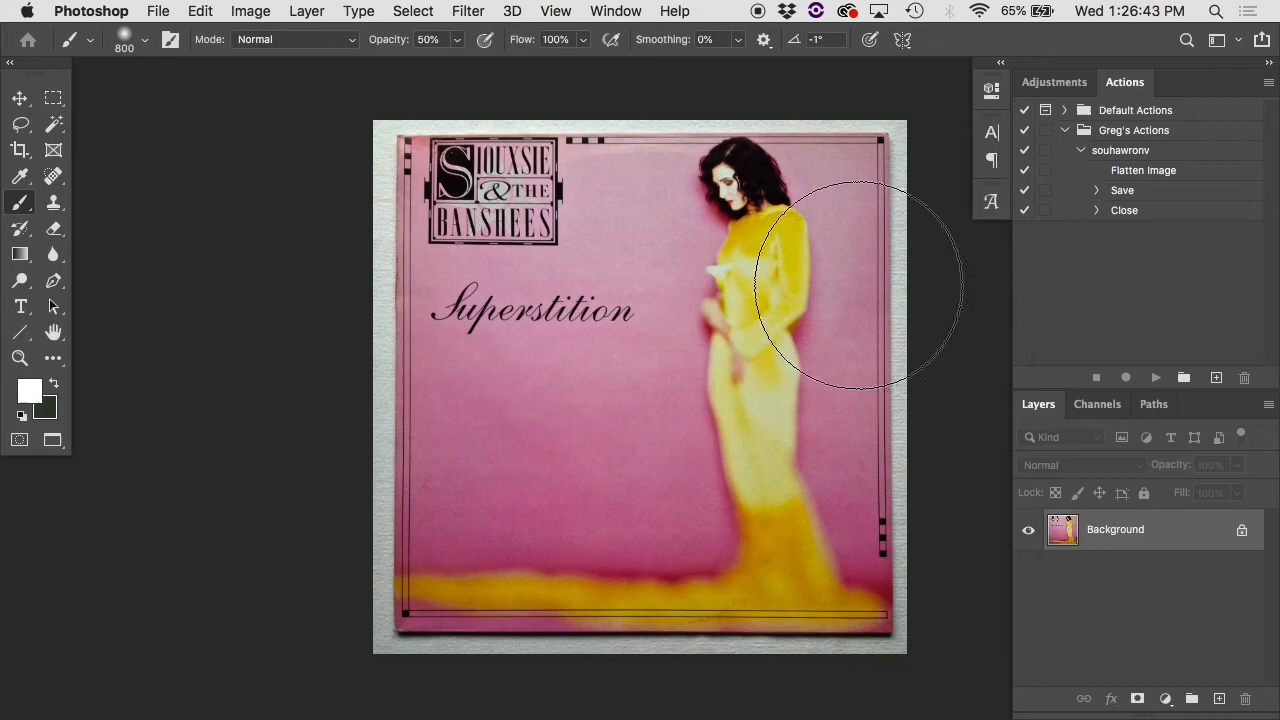 Photoshop File Edit Image Layer Type Select Filter 3D View Window Help 65% Wed 1:26:43 PM
800 Mode: Normal Opacity: 50% Flow: 100% Smoothing: 0% -1°
Adjustments Actions
Default Actions
Greg's Actions
souhawronv
Flatten Image
Save
Close
SIOUXSIE
& THE
BANSHEES
Superstition
Layers Channels Paths
Kind
Normal Opacity: 100%
Lock: Fill: 100%
Background